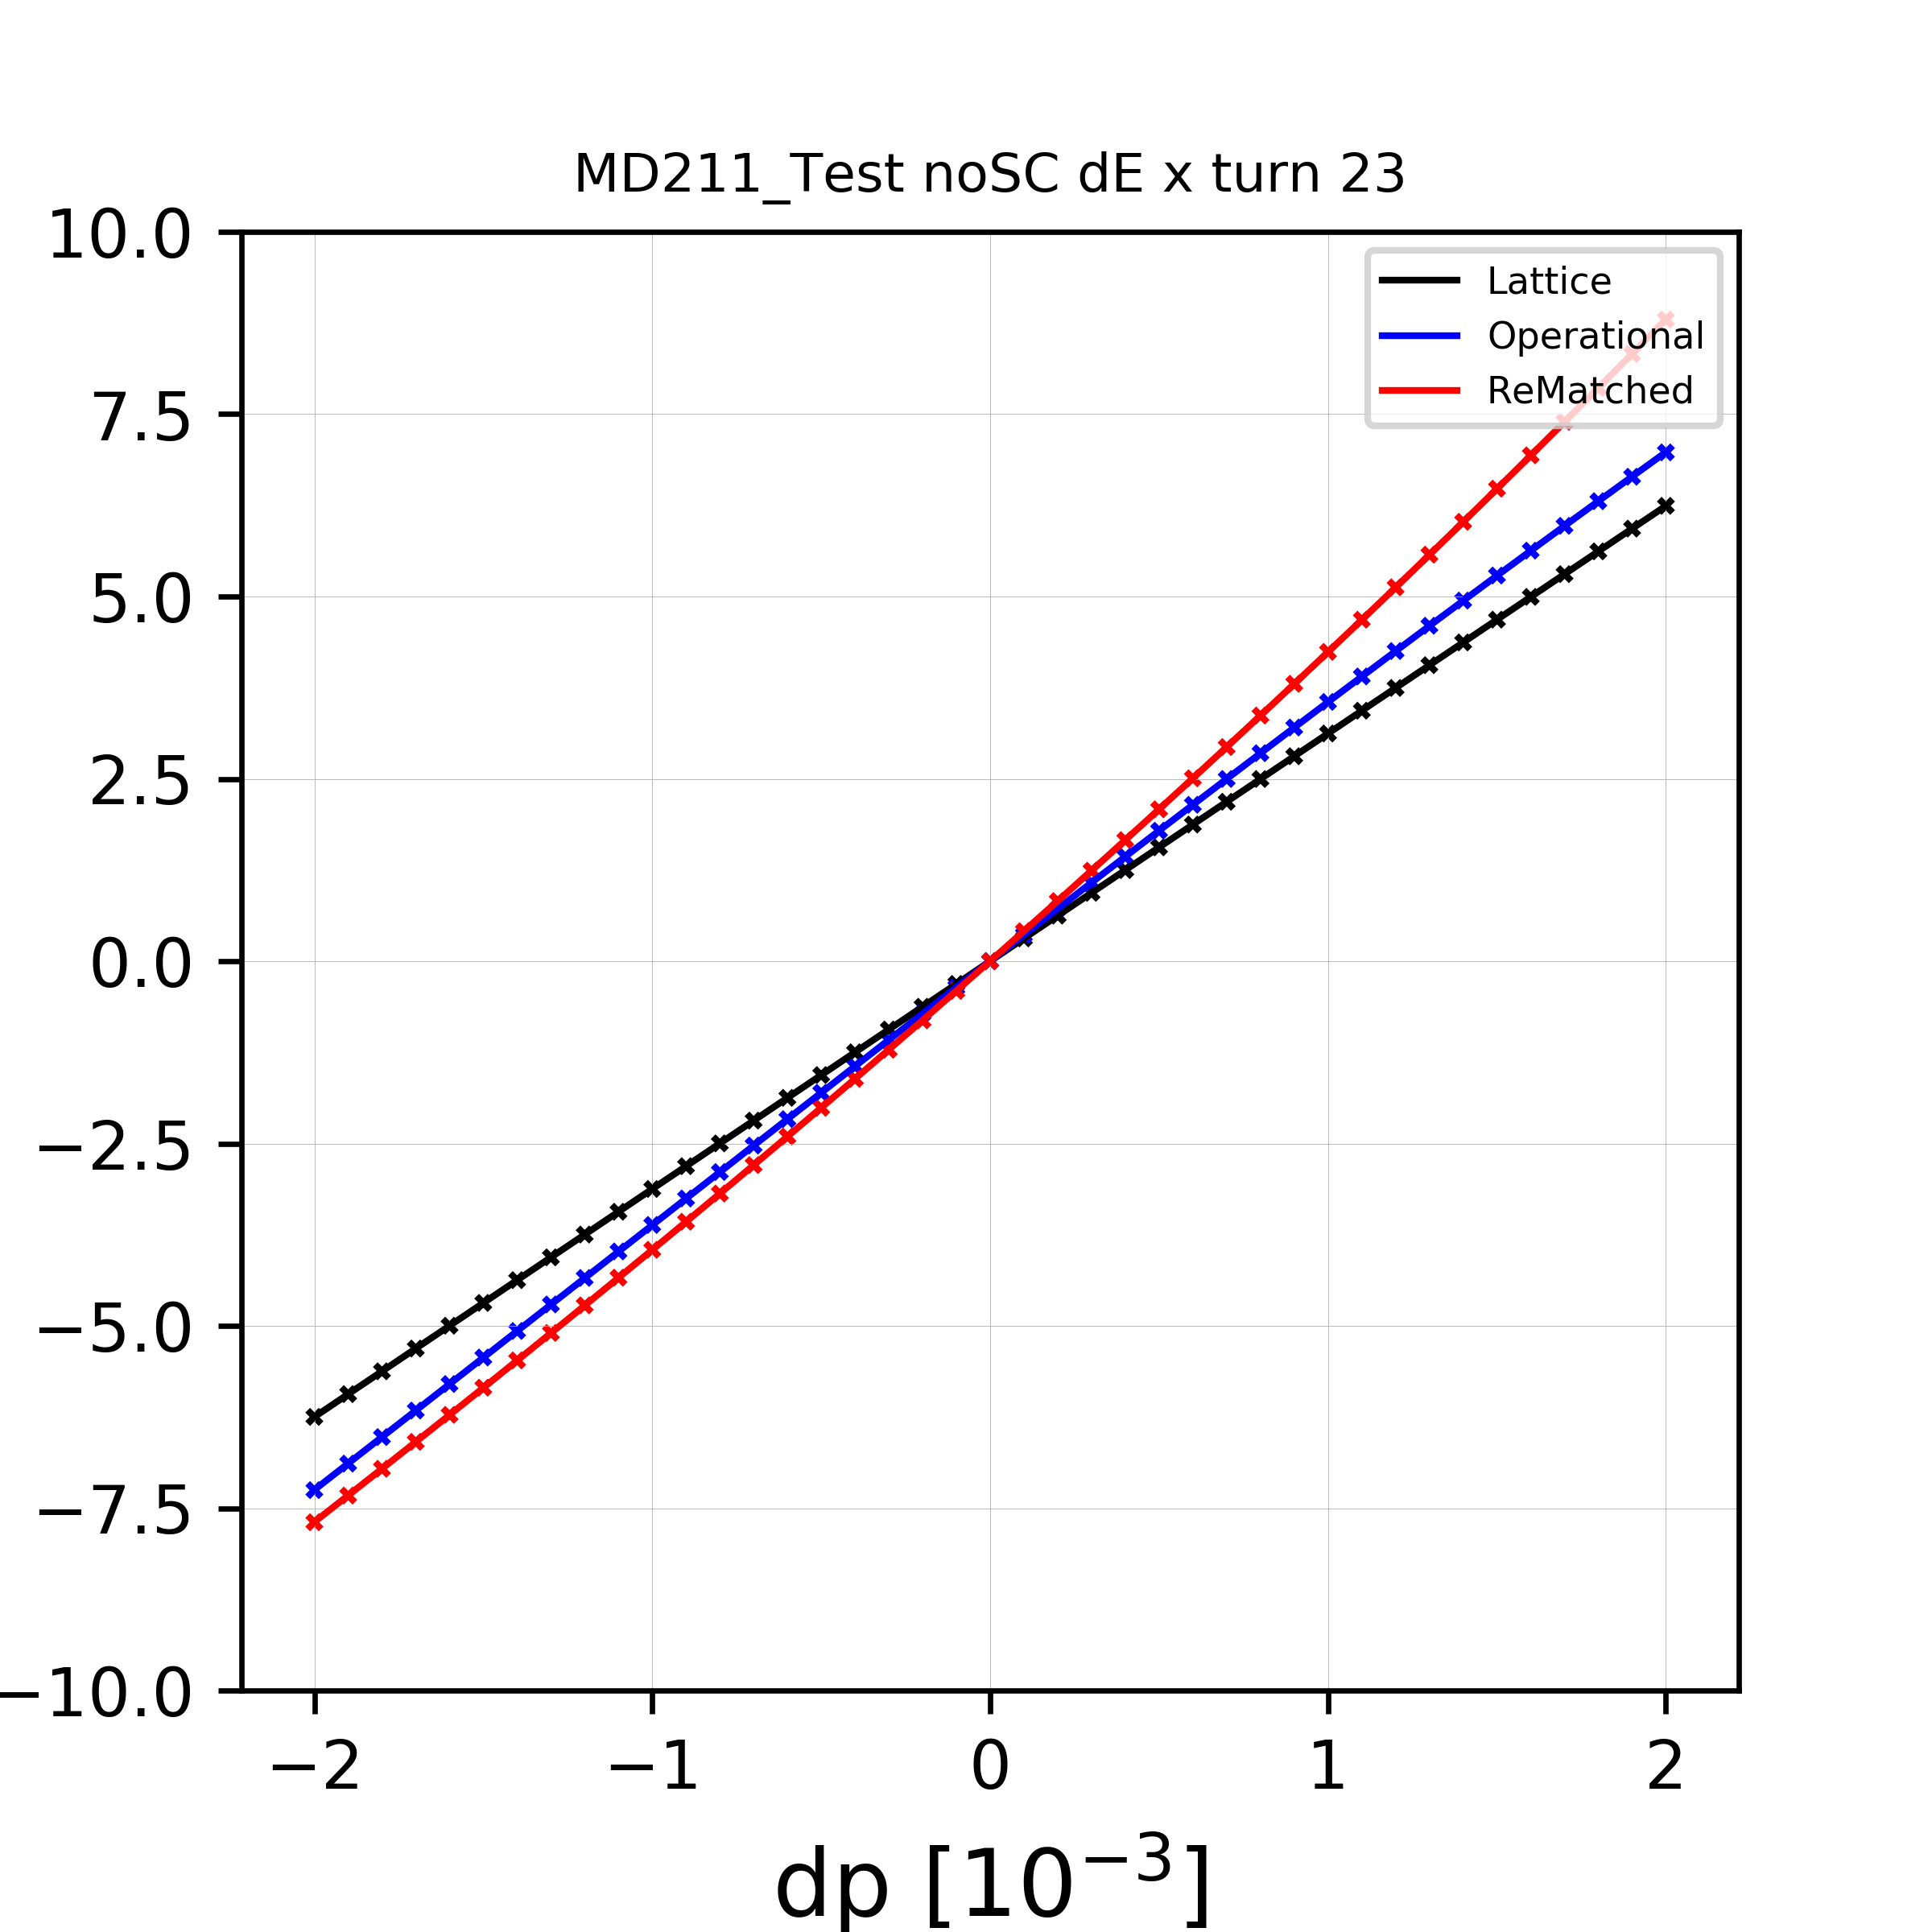 MD211_Test noSC dE x turn 23
10.0
7.5
5.0
2.5
0.0
−2.5
−5.0
−7.5
−10.0
Lattice
Operational
ReMatched
−2 −1 0 1 2
dp [10⁻³]